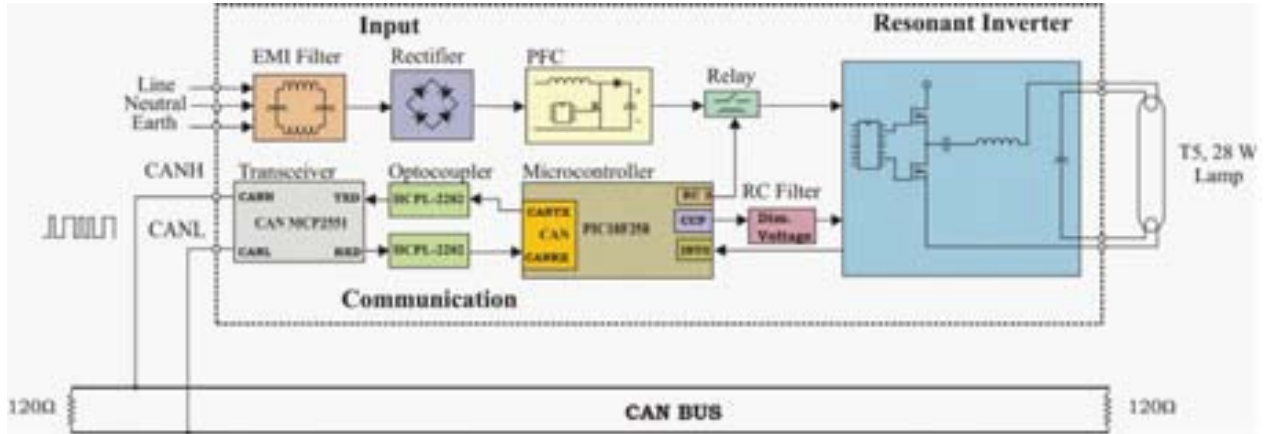 Input
Resonant Inverter
EMI Filter
Rectifier
PFC
Relay
Line
Neutral
Earth
CANH
Transceiver
Optocoupler
Microcontroller
RC Filter
T5, 28 W
Lamp
CANH
TXD
HCPL-2202
CANTX
CAN MCP2551
CAN
CCP
Dim.
Voltage
CANL
CANL
RXD
HCPL-2202
CANRX
Communication
120Ω
CAN BUS
120Ω